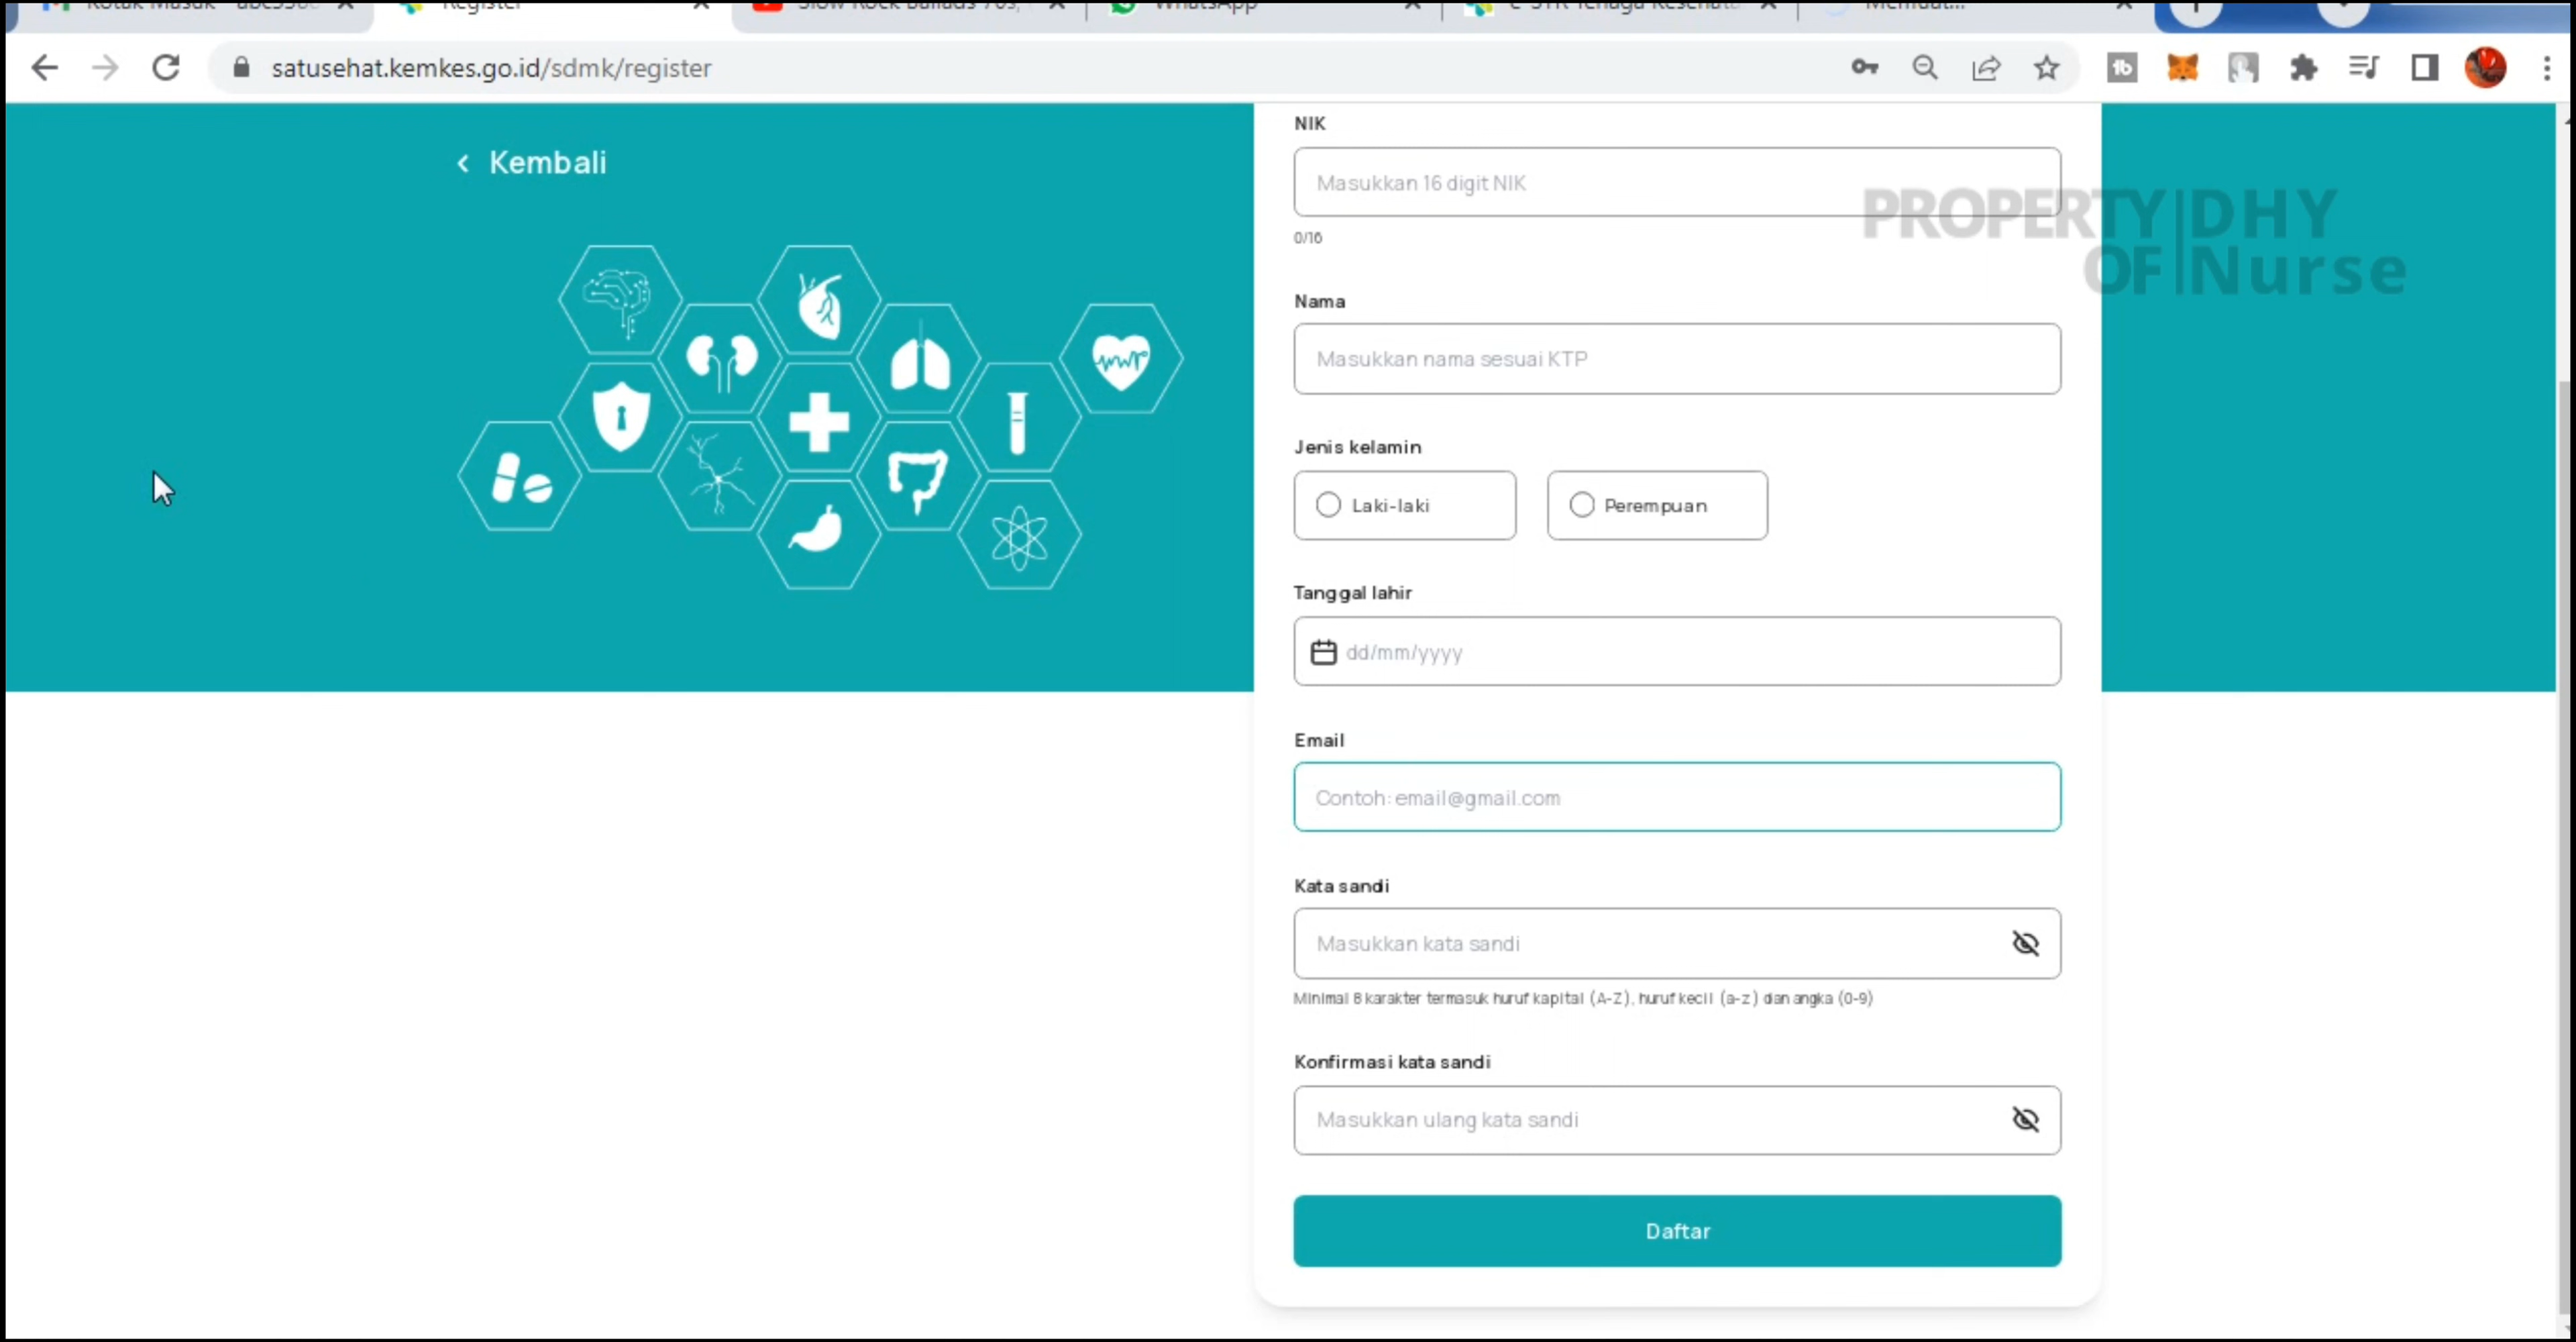 Register
WhatsApp
satusehat.kemkes.go.id/sdmk/register
Kembali
NIK
Masukkan 16 digit NIK
0/16
PROPERTY OF
DHY Nurse
Nama
Masukkan nama sesuai KTP
Jenis kelamin
Laki-laki
Perempuan
Tanggal lahir
dd/mm/yyyy
Email
Contoh: email@gmail.com
Kata sandi
Masukkan kata sandi
Minimal 8 karakter termasuk huruf kapital (A-Z), huruf kecil (a-z) dan angka (0-9)
Konfirmasi kata sandi
Masukkan ulang kata sandi
Daftar